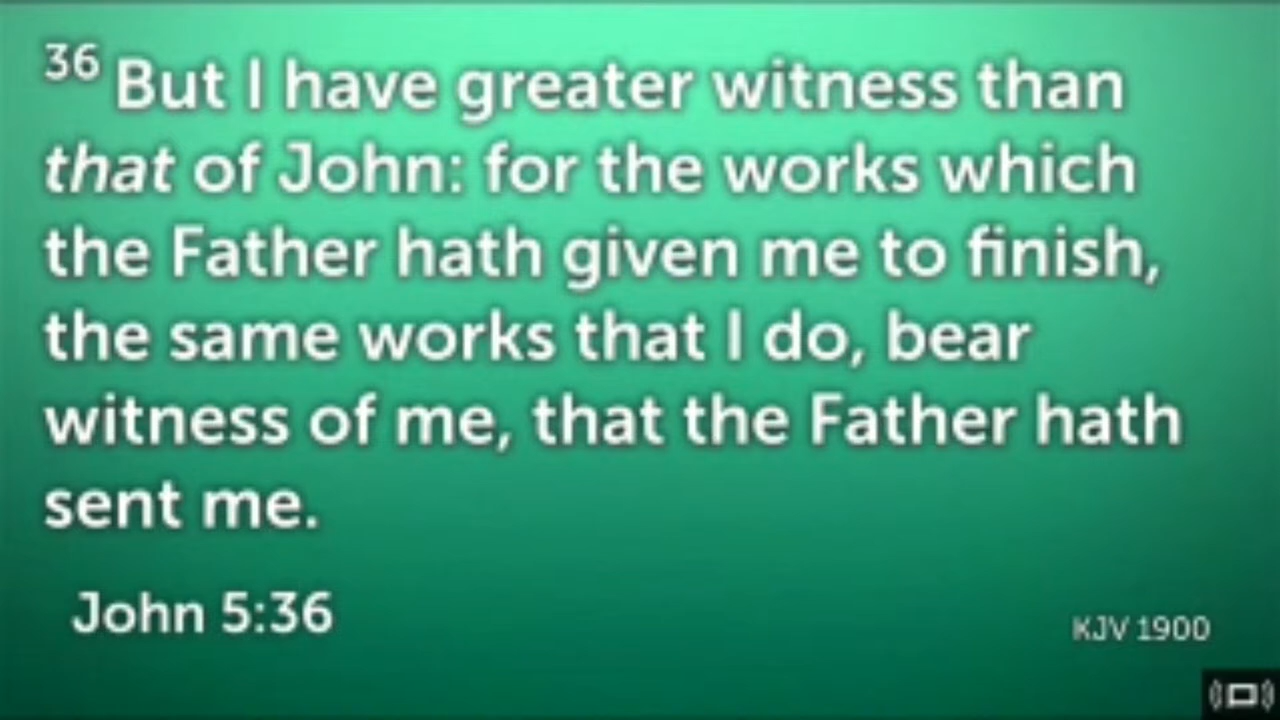 36 But I have greater witness than
that of John: for the works which
the Father hath given me to finish,
the same works that I do, bear
witness of me, that the Father hath
sent me.
John 5:36
KJV 1900